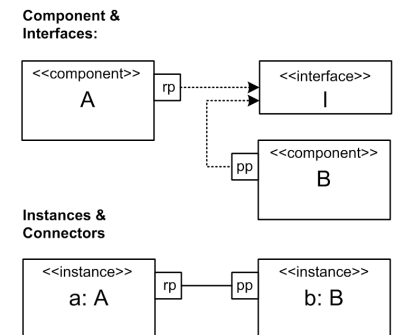 Component &
Interfaces:
<<component>>
A
rp
<<interface>>
I
<<component>>
B
pp
Instances &
Connectors
<<instance>>
a: A
rp
pp
<<instance>>
b: B